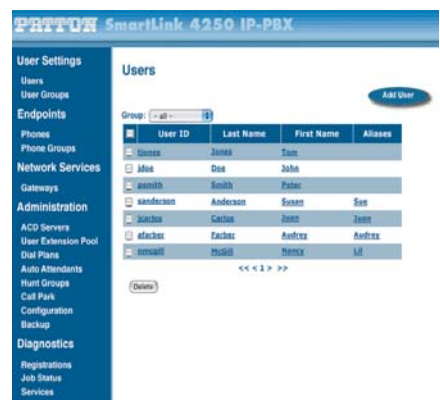 PATTON SmartLink 4250 IP-PBX
User Settings
Users
User Groups
Endpoints
Phones
Phone Groups
Network Services
Gateways
Administration
ACD Servers
User Extension Pool
Dial Plans
Auto Attendants
Hunt Groups
Call Park
Configuration
Backup
Diagnostics
Registrations
Job Status
Services
Users
Add User
Group: - all -
User ID Last Name First Name Aliases
tjones Jones Tom
jdoe Doe John
psmith Smith Peter
sanderson Anderson Susan Sue
jcarlos Carlos Juan Juan
afarber Farber Audrey Audrey
nmcgill McGill Nancy Lil
<< < 1 > >>
Delete